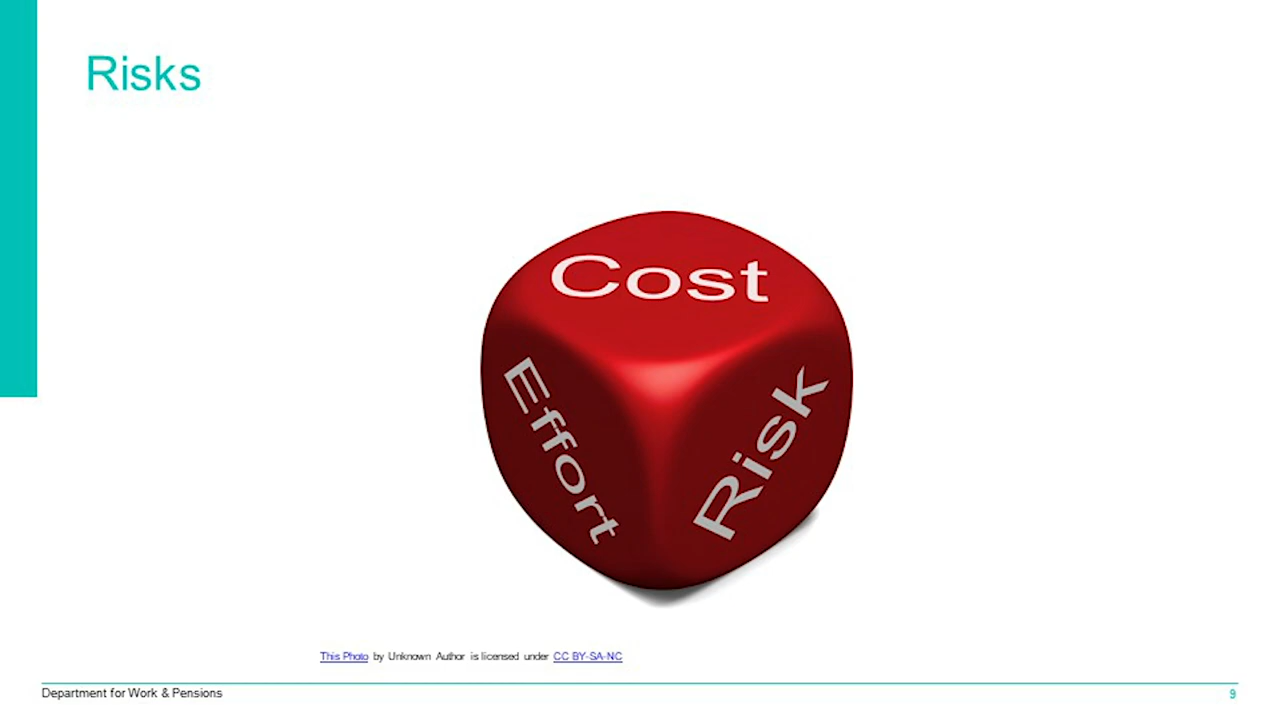 Risks
Cost
Effort
Risk
This Photo by Unknown Author is licensed under CC BY-SA-NC
Department for Work & Pensions
9